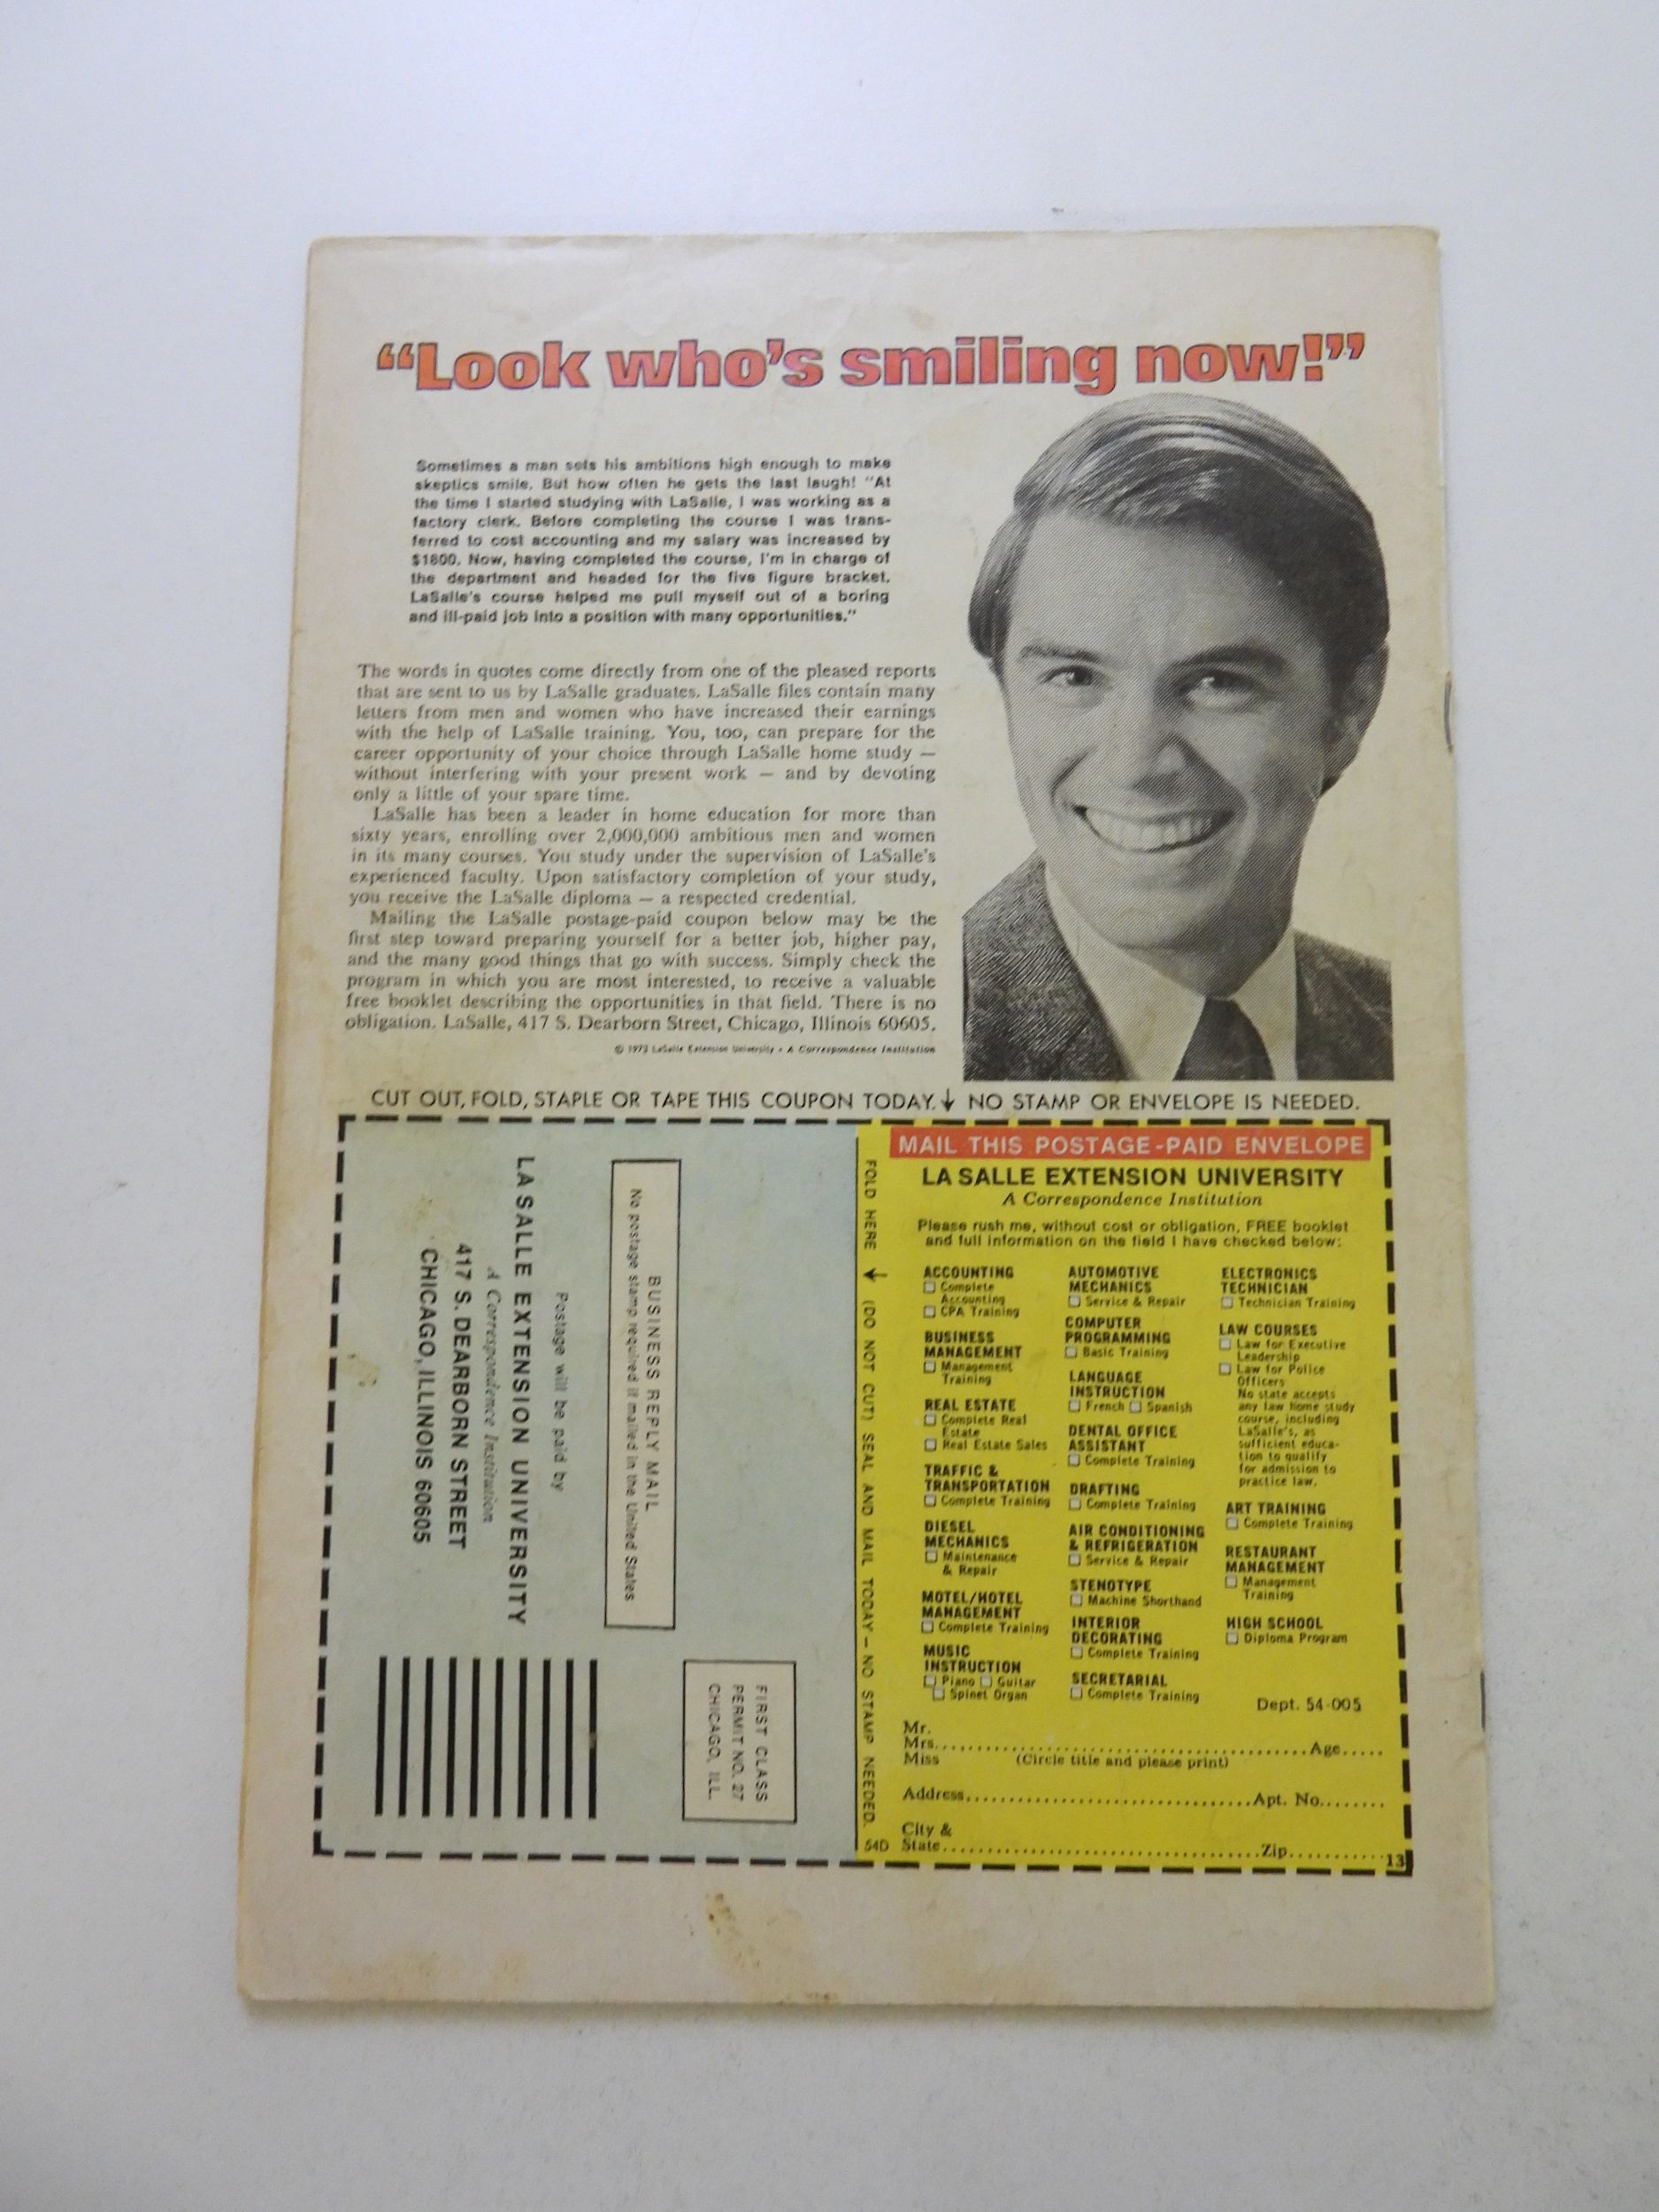 “Look who’s smiling now!”
Sometimes a man sets his ambitions high enough to make
skeptics smile. But how often he gets the last laugh! “At
the time I started studying with LaSalle, I was working as a
factory clerk. Before completing the course I was trans-
ferred to cost accounting and my salary was increased by
$1800. Now, having completed the course, I’m in charge of
the department and headed for the five figure bracket.
LaSalle’s course helped me pull myself out of a boring
and ill-paid job into a position with many opportunities.”
The words in quotes come directly from one of the pleased reports
that are sent to us by LaSalle graduates. LaSalle files contain many
letters from men and women who have increased their earnings
with the help of LaSalle training. You, too, can prepare for the
career opportunity of your choice through LaSalle home study —
without interfering with your present work — and by devoting
only a little of your spare time.
LaSalle has been a leader in home education for more than
sixty years, enrolling over 2,000,000 ambitious men and women
in its many courses. You study under the supervision of LaSalle’s
experienced faculty. Upon satisfactory completion of your study,
you receive the LaSalle diploma — a respected credential.
Mailing the LaSalle postage-paid coupon below may be the
first step toward preparing yourself for a better job, higher pay,
and the many good things that go with success. Simply check the
program in which you are most interested, to receive a valuable
free booklet describing the opportunities in that field. There is no
obligation. LaSalle, 417 S. Dearborn Street, Chicago, Illinois 60605.
© 1973 LaSalle Extension University • A Correspondence Institution
CUT OUT, FOLD, STAPLE OR TAPE THIS COUPON TODAY. NO STAMP OR ENVELOPE IS NEEDED.
FIRST CLASS
PERMIT NO. 27
CHICAGO, ILL.
BUSINESS REPLY MAIL
No postage stamp required if mailed in the United States
Postage will be paid by
LA SALLE EXTENSION UNIVERSITY
A Correspondence Institution
417 S. DEARBORN STREET
CHICAGO, ILLINOIS 60605
FOLD HERE (DO NOT CUT) SEAL AND MAIL TODAY — NO STAMP NEEDED.
54D
MAIL THIS POSTAGE-PAID ENVELOPE
LA SALLE EXTENSION UNIVERSITY
A Correspondence Institution
Please rush me, without cost or obligation, FREE booklet
and full information on the field I have checked below:
ACCOUNTING
Complete
Accounting
CPA Training
BUSINESS
MANAGEMENT
Management
Training
REAL ESTATE
Complete Real
Estate
Real Estate Sales
TRAFFIC &
TRANSPORTATION
Complete Training
DIESEL
MECHANICS
Maintenance
& Repair
MOTEL/HOTEL
MANAGEMENT
Complete Training
MUSIC
INSTRUCTION
Piano Guitar
Spinet Organ
AUTOMOTIVE
MECHANICS
Service & Repair
COMPUTER
PROGRAMMING
Basic Training
LANGUAGE
INSTRUCTION
French Spanish
DENTAL OFFICE
ASSISTANT
Complete Training
DRAFTING
Complete Training
AIR CONDITIONING
& REFRIGERATION
Service & Repair
STENOTYPE
Machine Shorthand
INTERIOR
DECORATING
Complete Training
SECRETARIAL
Complete Training
ELECTRONICS
TECHNICIAN
Technician Training
LAW COURSES
Law for Executive
Leadership
Law for Police
Officers
No state accepts
any law home study
course, including
LaSalle’s, as
sufficient educa-
tion to qualify
for admission to
practice law.
ART TRAINING
Complete Training
RESTAURANT
MANAGEMENT
Management
Training
HIGH SCHOOL
Diploma Program
Dept. 54-005
Mr.
Mrs. Age
Miss (Circle title and please print)
Address Apt. No.
City &
State Zip
13